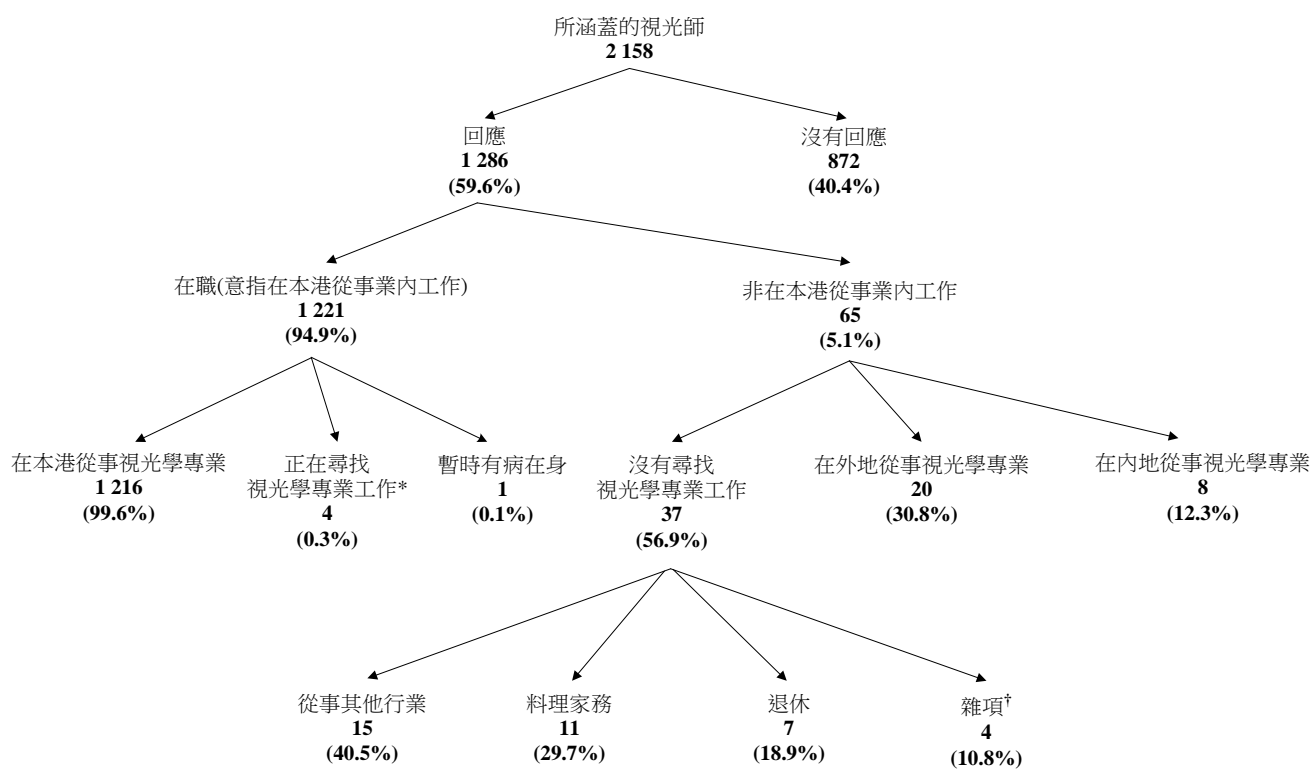 所涵蓋的視光師
2 158
回應
1 286
(59.6%)
沒有回應
872
(40.4%)
在職(意指在本港從事業內工作)
1 221
(94.9%)
非在本港從事業內工作
65
(5.1%)
在本港從事視光學專業
1 216
(99.6%)
正在尋找
視光學專業工作*
4
(0.3%)
暫時有病在身
1
(0.1%)
沒有尋找
視光學專業工作
37
(56.9%)
在外地從事視光學專業
20
(30.8%)
在內地從事視光學專業
8
(12.3%)
從事其他行業
15
(40.5%)
料理家務
11
(29.7%)
退休
7
(18.9%)
雜項†
4
(10.8%)